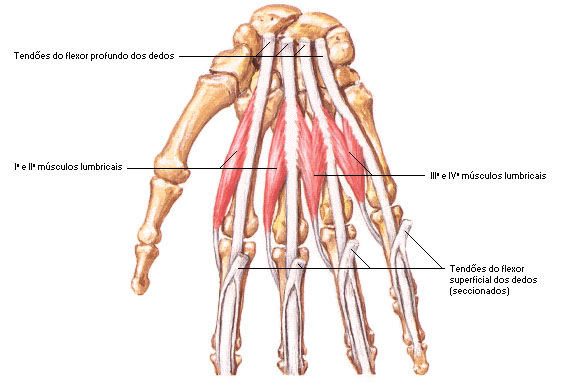 Tendões do flexor profundo dos dedos
Iº e IIº músculos lumbricais
IIIº e IVº músculos lumbricais
Tendões do flexor
superficial dos dedos
(seccionados)